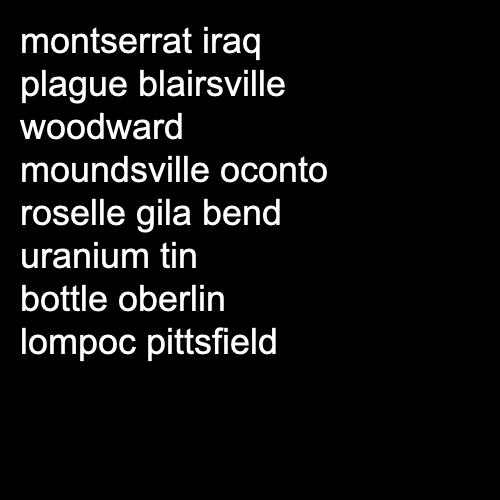 montserrat iraq
plague blairsville
woodward
moundsville oconto
roselle gila bend
uranium tin
bottle oberlin
lompoc pittsfield